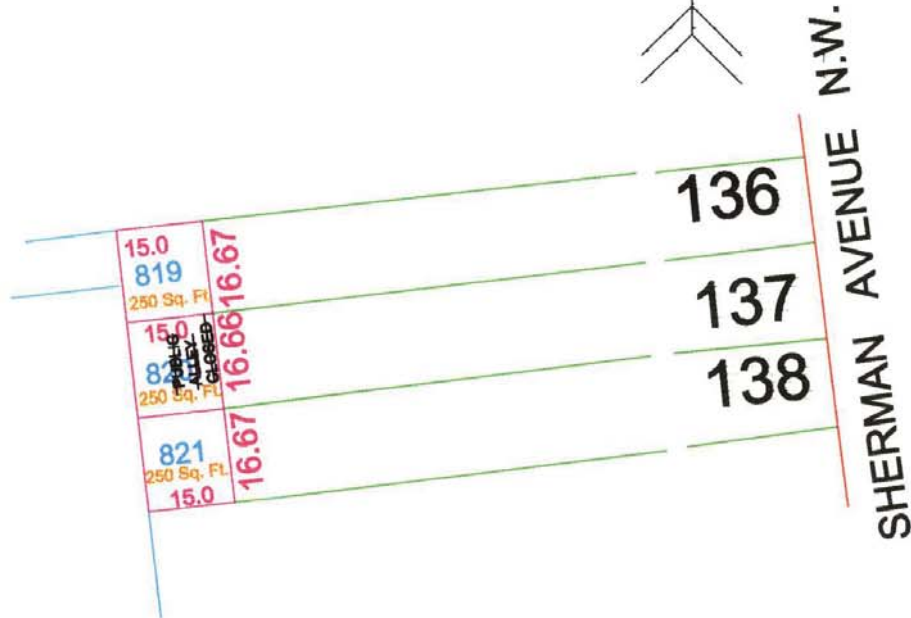 136
137
138
SHERMAN AVENUE N.W.
15.0
819
250 Sq. Ft.
16.67
15.0
PUBLIC
ALLEY
CLOSED
250 Sq. Ft.
16.66
821
250 Sq. Ft.
15.0
16.67